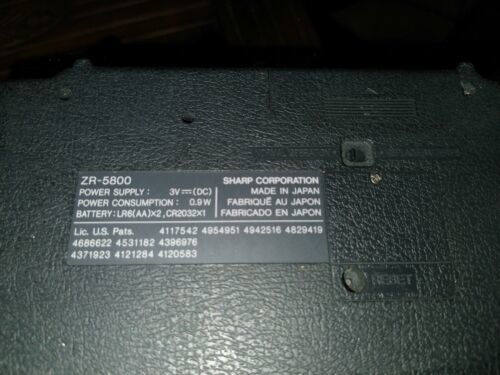 ZR-5800
SHARP CORPORATION
POWER SUPPLY : 3V⎓(DC)
MADE IN JAPAN
POWER CONSUMPTION : 0.9W
FABRIQUÉ AU JAPON
BATTERY: LR6(AA)×2,CR2032×1
FABRICADO EN JAPON
Lic. U.S. Pats. 4117542 4954951 4942516 4829419
4686622 4531182 4396976
4371923 4121284 4120583
RESET